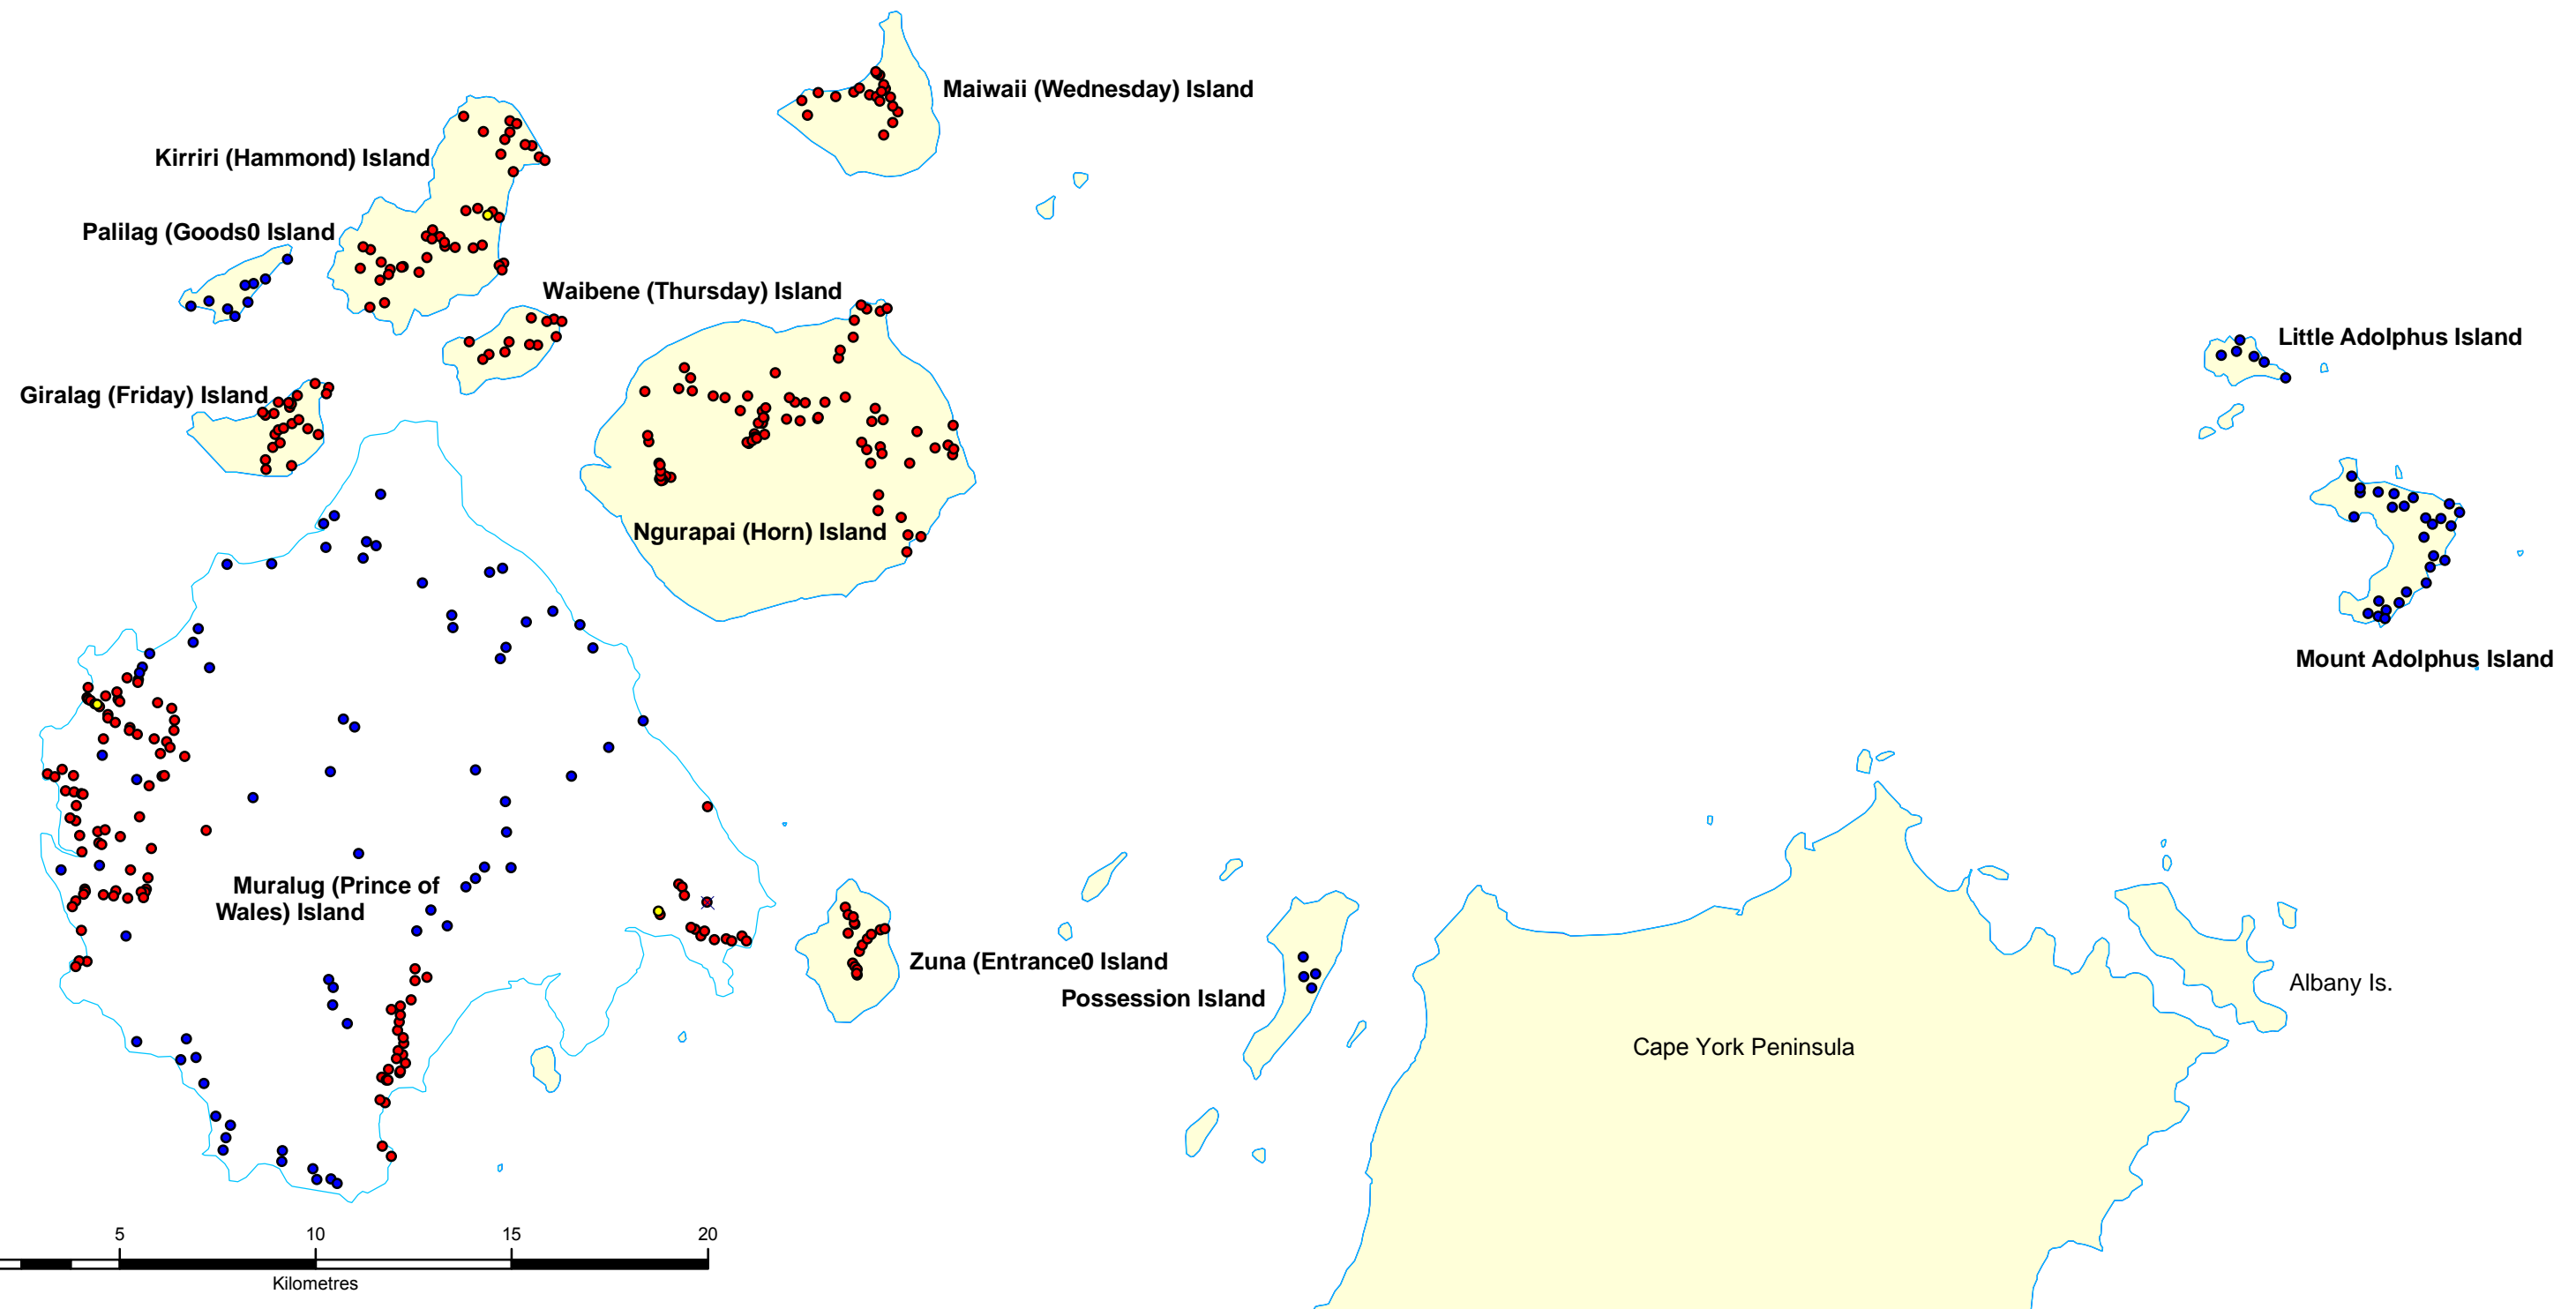 Maiwaii (Wednesday) Island
Kirriri (Hammond) Island
Palilag (Goods0 Island
Waibene (Thursday) Island
Little Adolphus Island
Giralag (Friday) Island
Ngurapai (Horn) Island
Mount Adolphus Island
Muralug (Prince of
Wales) Island
Zuna (Entrance0 Island
Possession Island
Albany Is.
Cape York Peninsula
5 10 15 20
Kilometres